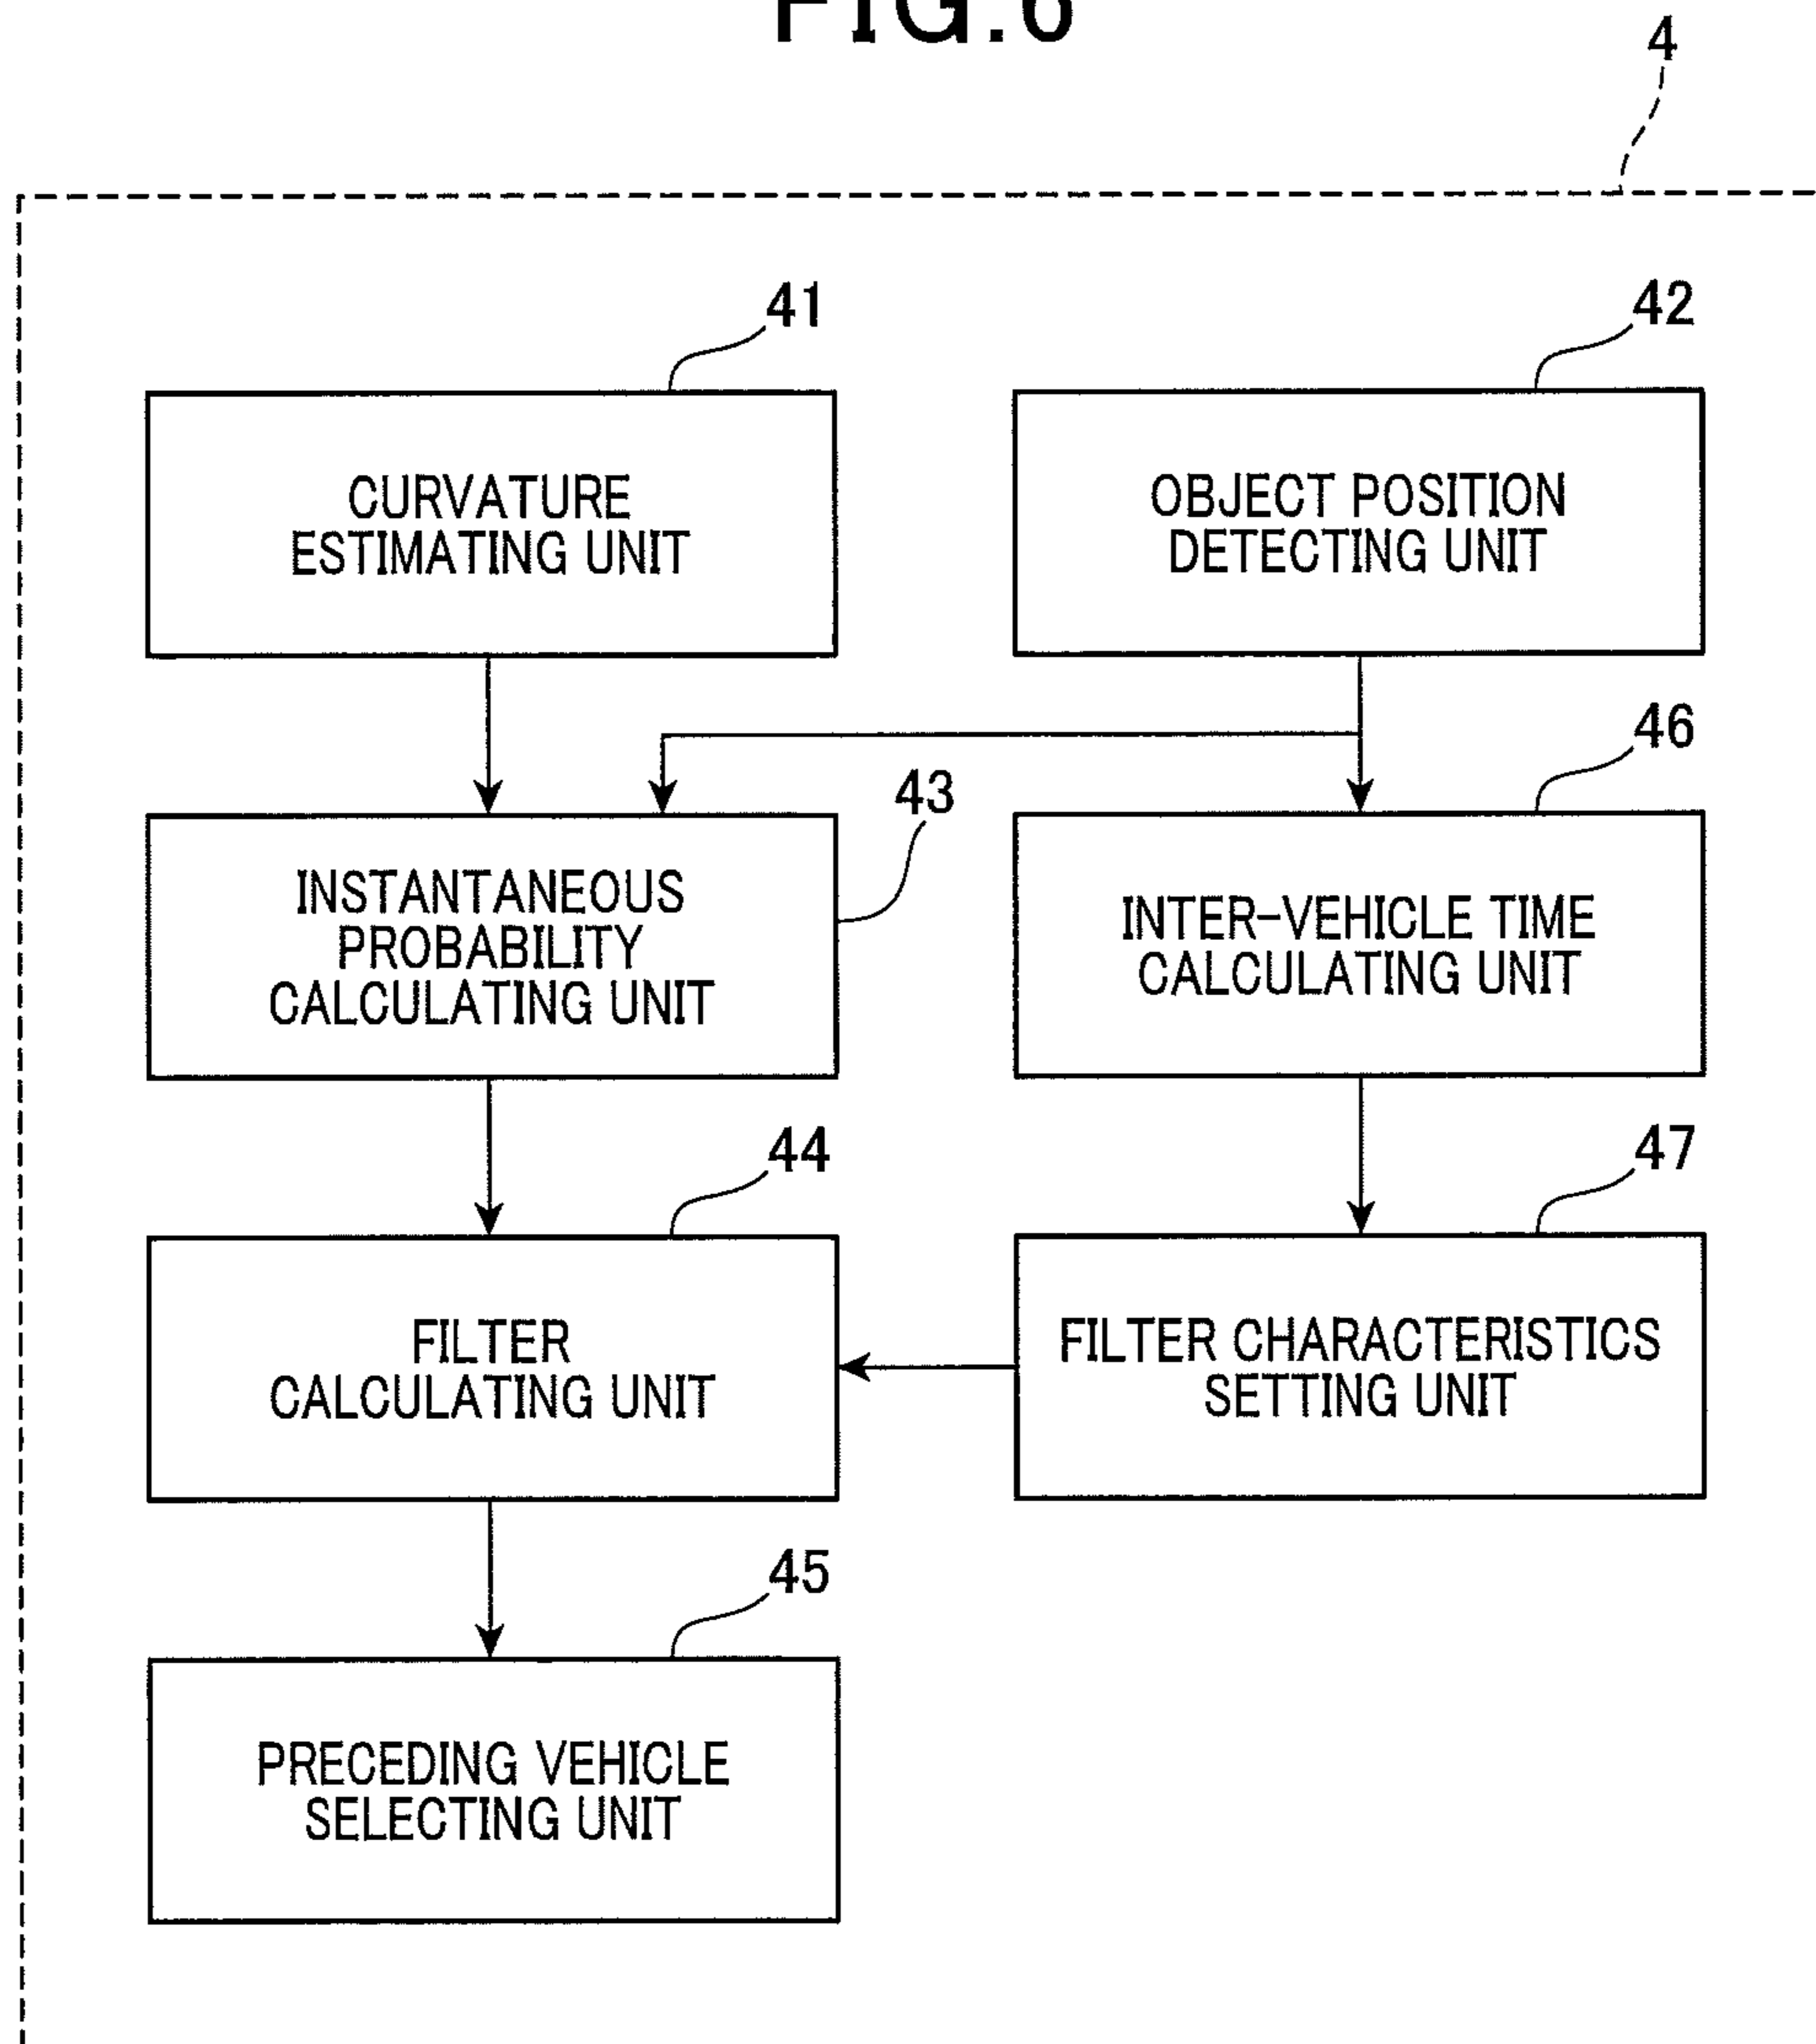 FIG.6
4
41
42
CURVATURE
ESTIMATING UNIT
OBJECT POSITION
DETECTING UNIT
43
46
INSTANTANEOUS
PROBABILITY
CALCULATING UNIT
INTER-VEHICLE TIME
CALCULATING UNIT
44
47
FILTER
CALCULATING UNIT
FILTER CHARACTERISTICS
SETTING UNIT
45
PRECEDING VEHICLE
SELECTING UNIT